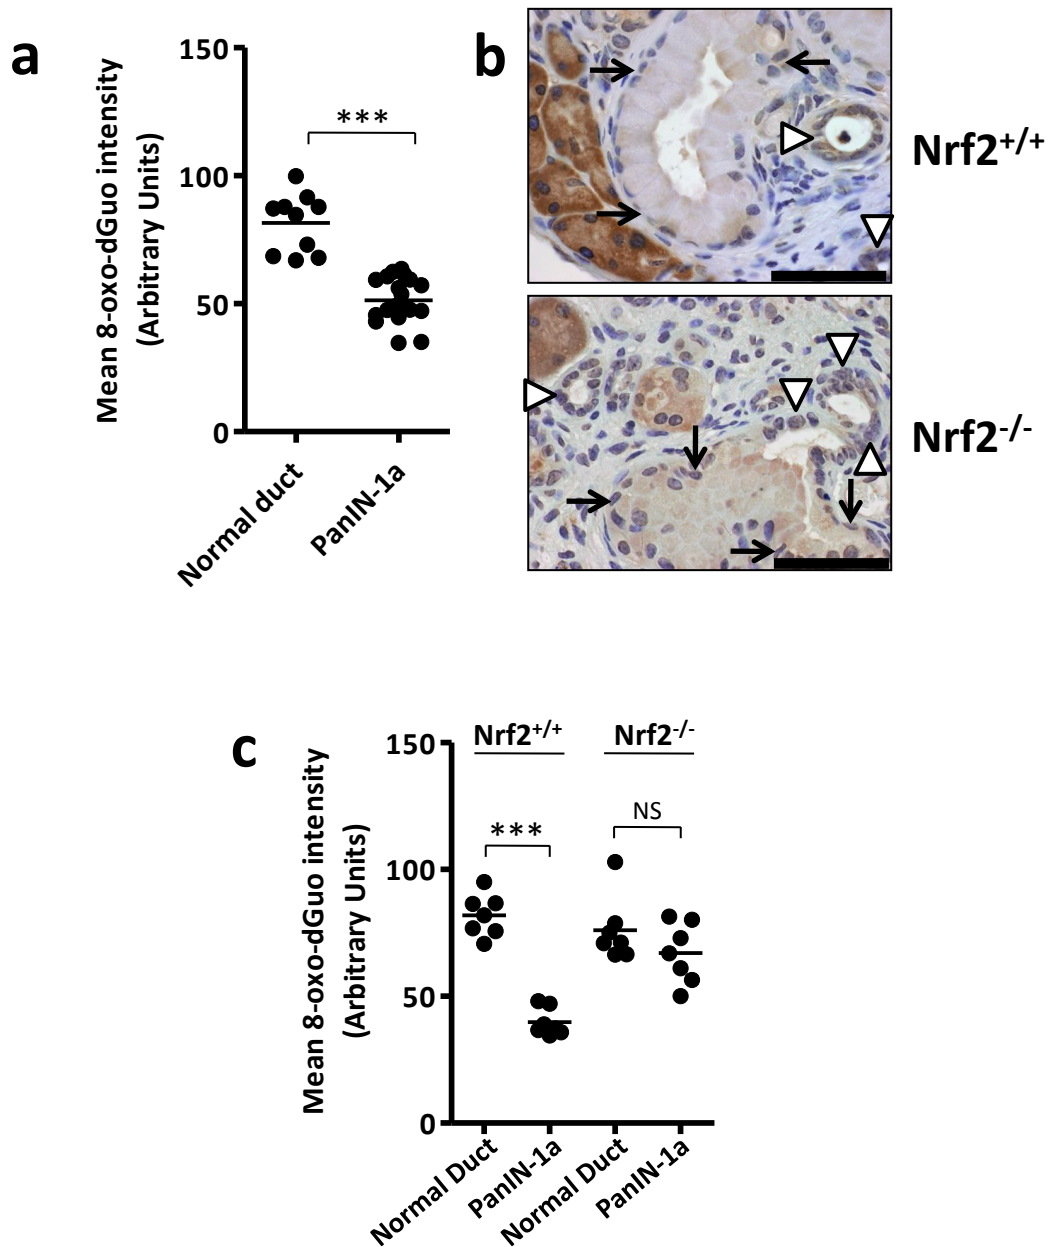 a
150
100
50
0
Mean 8-oxo-dGuo intensity
(Arbitrary Units)
***
Normal duct
PanIN-1a
b
Nrf2+/+
Nrf2-/-
c
150
100
50
0
Mean 8-oxo-dGuo intensity
(Arbitrary Units)
Nrf2+/+
Nrf2-/-
***
NS
Normal Duct
PanIN-1a
Normal Duct
PanIN-1a